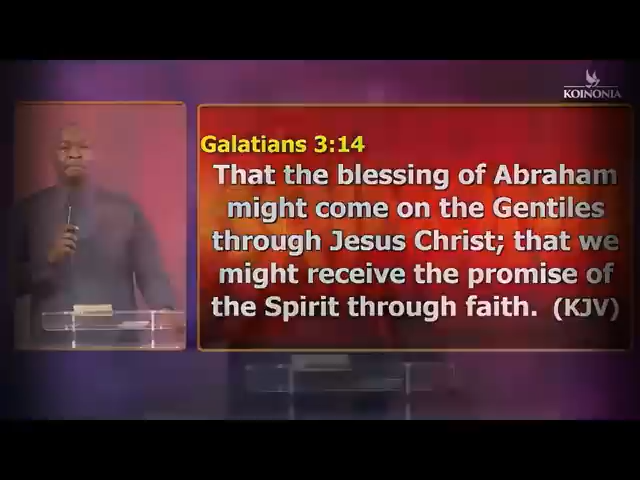 KOINONIA
Galatians 3:14
That the blessing of Abraham
might come on the Gentiles
through Jesus Christ; that we
might receive the promise of
the Spirit through faith. (KJV)